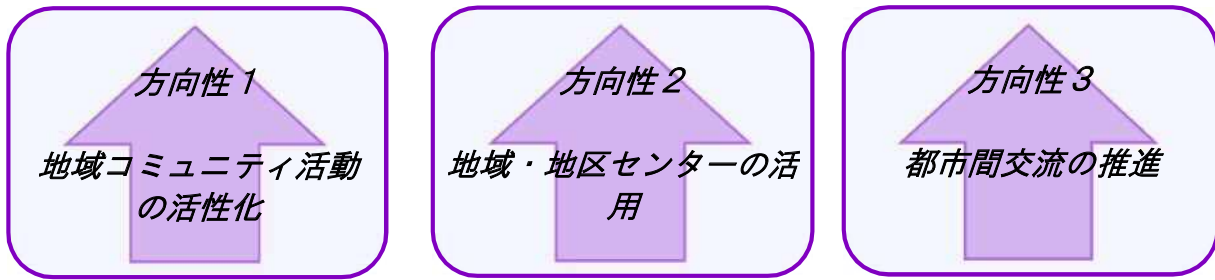 方向性１
地域コミュニティ活動
の活性化
方向性２
地域・地区センターの活
用
方向性３
都市間交流の推進